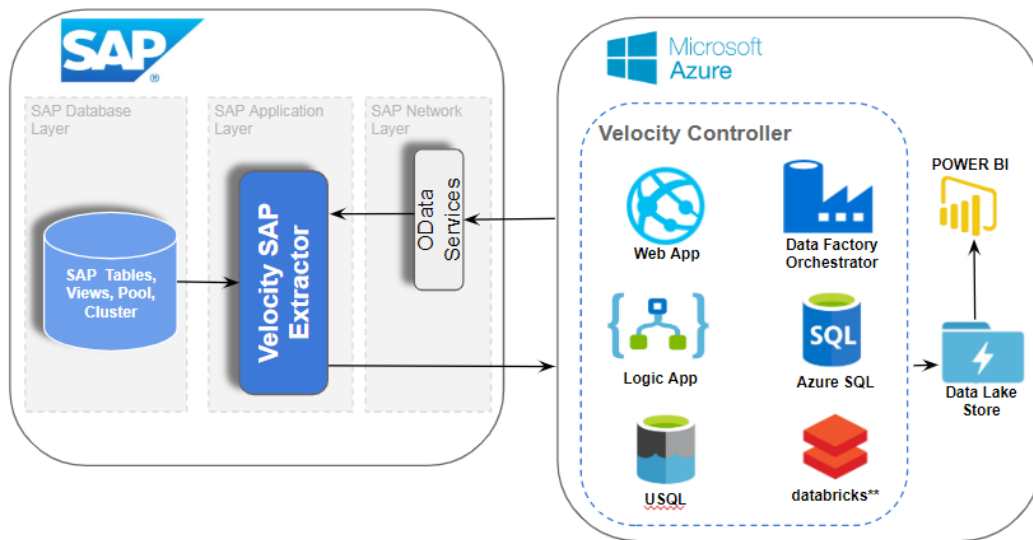 SAP
®
SAP Database
Layer
SAP Application
Layer
SAP Network
Layer
SAP Tables,
Views, Pool,
Cluster
Velocity SAP
Extractor
OData
Services
Microsoft
Azure
Velocity Controller
Web App
Data Factory
Orchestrator
Logic App
SQL
Azure SQL
USQL
databricks**
POWER BI
Data Lake
Store